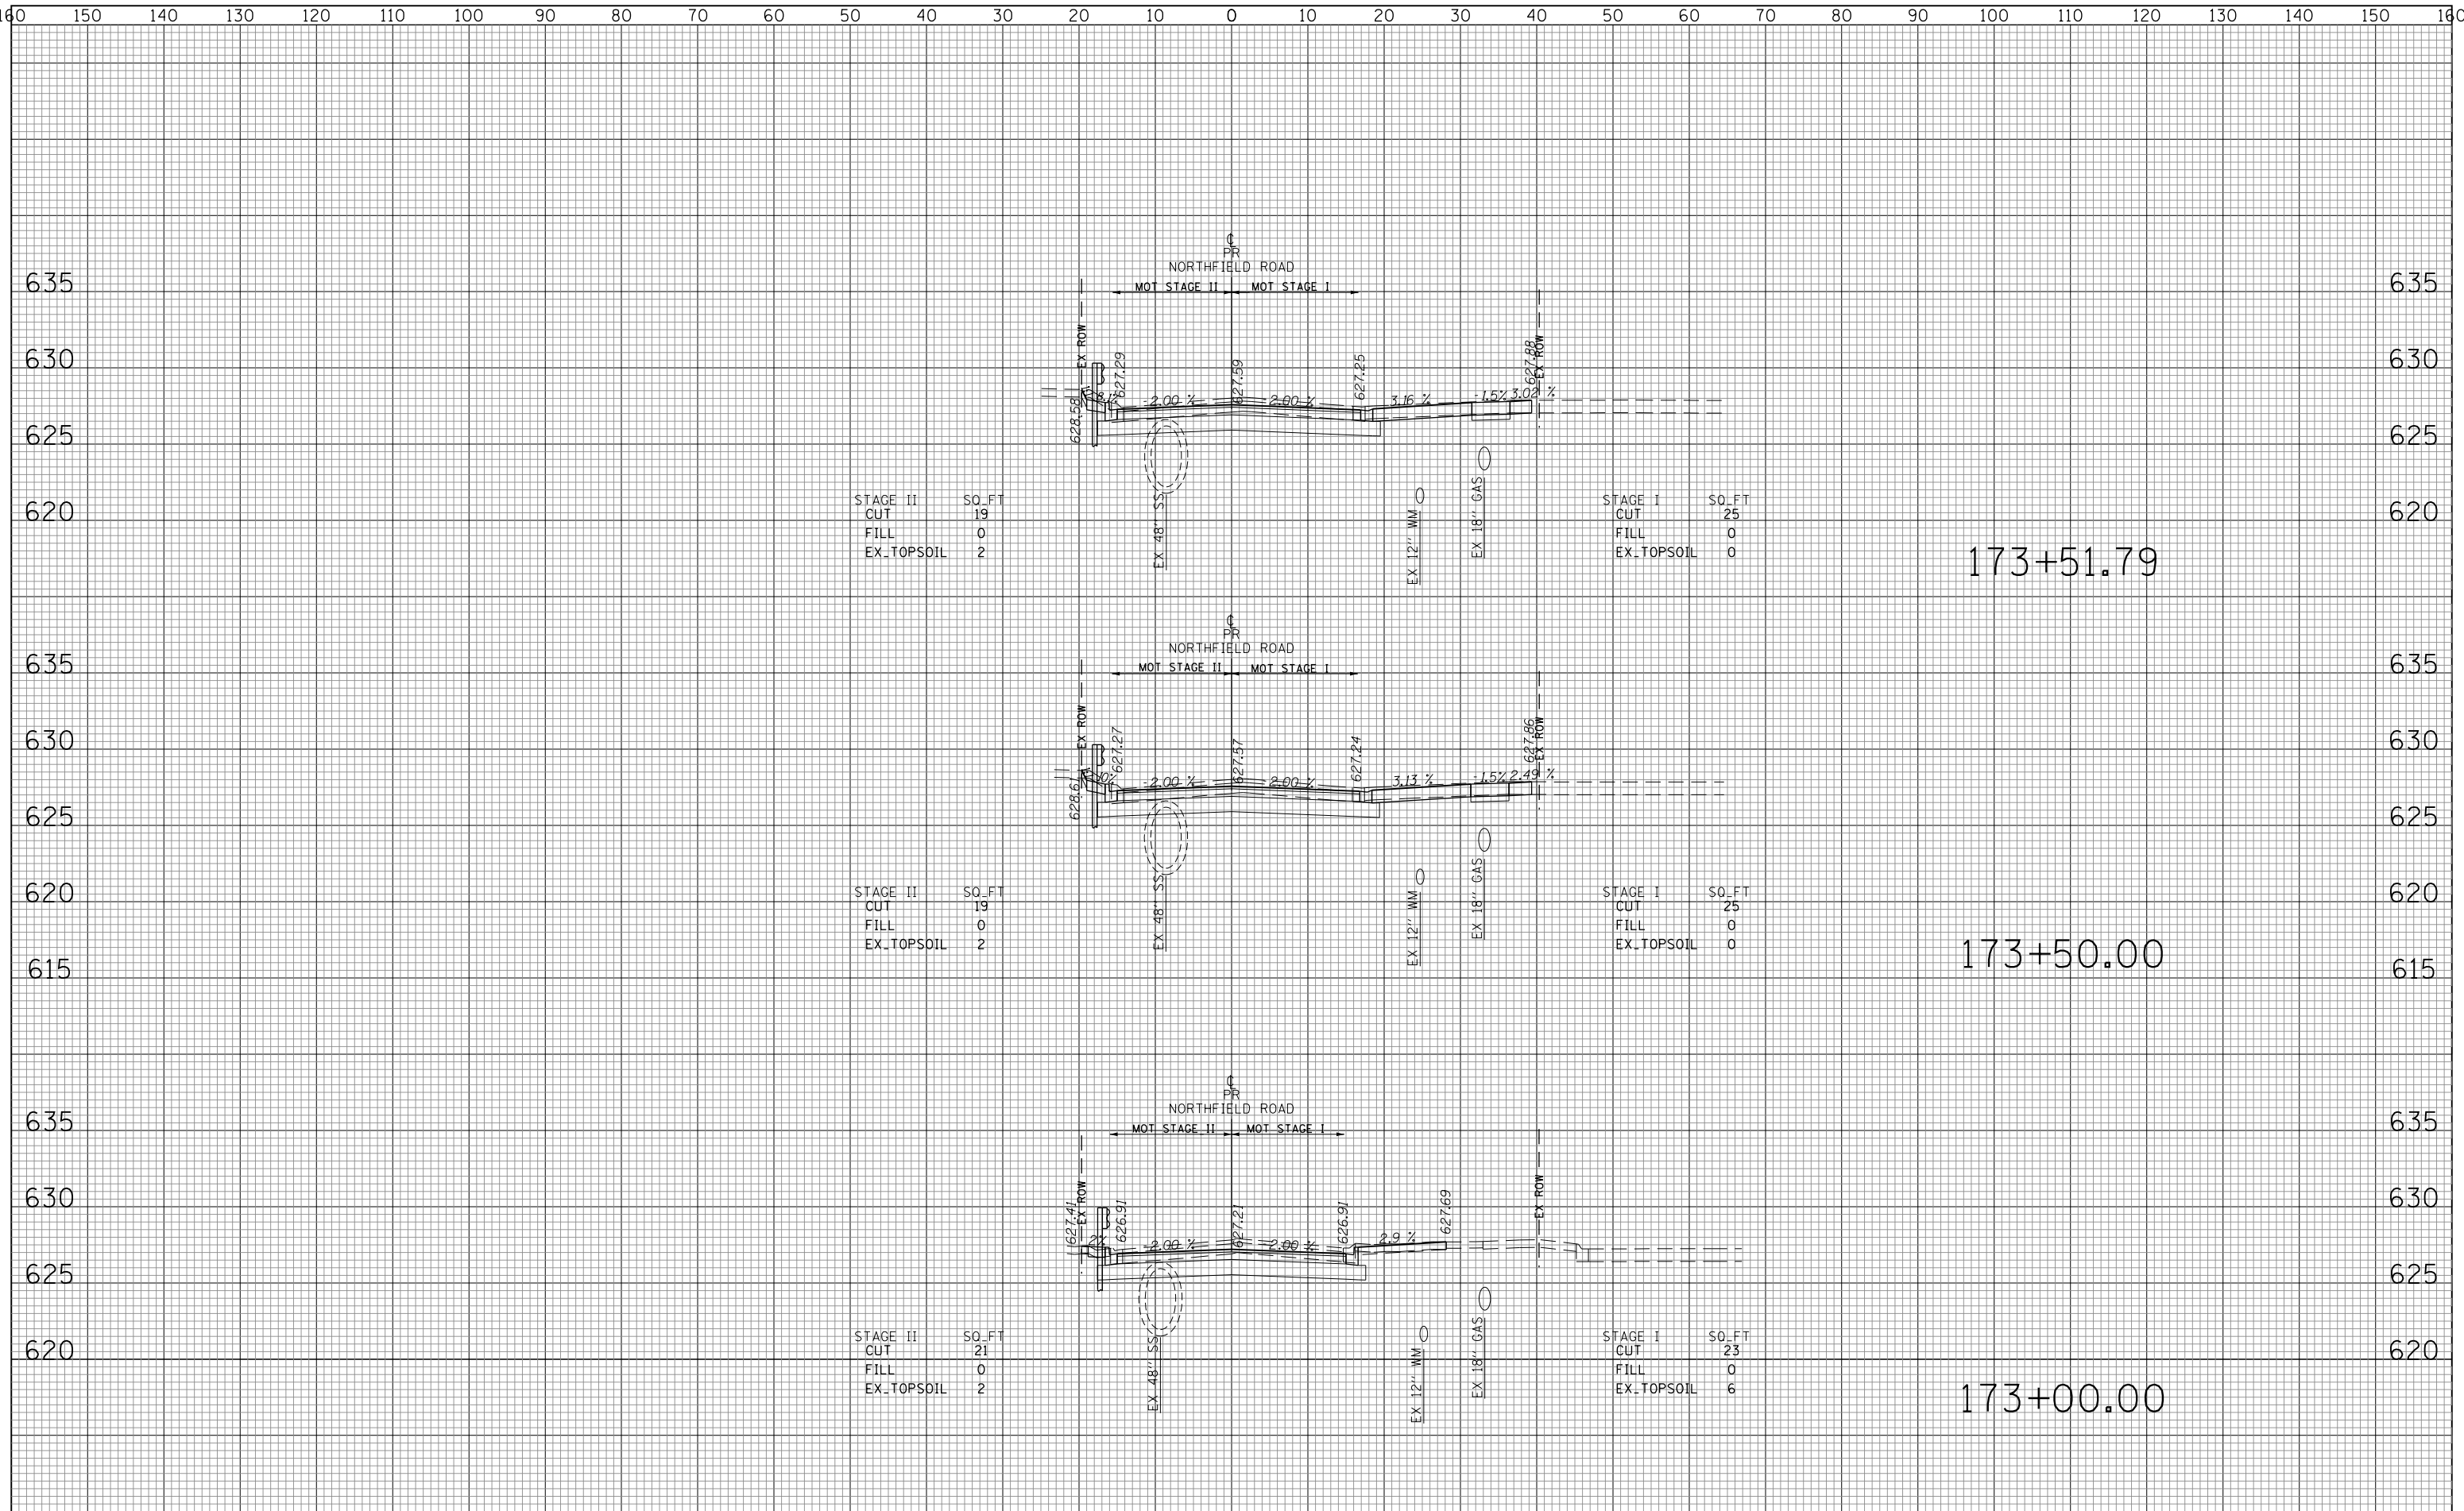 160 150 140 130 120 110 100 90 80 70 60 50 40 30 20 10 0 10 20 30 40 50 60 70 80 90 100 110 120 130 140 150 160
℄
PR
NORTHFIELD ROAD
635 MOT STAGE II MOT STAGE I 635
EX ROW EX ROW
630 630
628.58 627.29 627.59 627.25 627.88
-2.00 % -2.00 % 3.16 % -1.5% 3.02 %
625 625
EX 48'' SS EX 12'' WM EX 18'' GAS
620 620
STAGE II SQ_FT STAGE I SQ_FT
CUT 19 CUT 25
FILL 0 FILL 0
EX_TOPSOIL 2 EX_TOPSOIL 0
173+51.79
℄
PR
NORTHFIELD ROAD
635 MOT STAGE II MOT STAGE I 635
EX ROW EX ROW
630 630
627.27 627.57 627.24 627.86
-2.00 % -2.00 % 3.13 % -1.5% 2.49 %
625 625
EX 48'' SS EX 12'' WM EX 18'' GAS
620 620
STAGE II SQ_FT STAGE I SQ_FT
CUT 19 CUT 25
FILL 0 FILL 0
EX_TOPSOIL 2 EX_TOPSOIL 0
173+50.00
615 615
℄
PR
NORTHFIELD ROAD
635 MOT STAGE II MOT STAGE I 635
EX ROW EX ROW
630 630
627.41 626.91 627.21 626.91 627.69
-2.00 % -2.00 % 2.9 %
625 625
EX 48'' SS EX 12'' WM EX 18'' GAS
620 620
STAGE II SQ_FT STAGE I SQ_FT
CUT 21 CUT 23
FILL 0 FILL 0
EX_TOPSOIL 2 EX_TOPSOIL 6
173+00.00